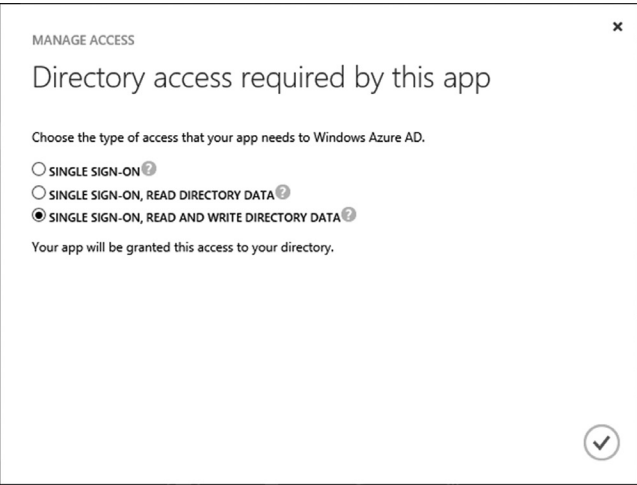 MANAGE ACCESS
Directory access required by this app
Choose the type of access that your app needs to Windows Azure AD.
SINGLE SIGN-ON ?
SINGLE SIGN-ON, READ DIRECTORY DATA ?
SINGLE SIGN-ON, READ AND WRITE DIRECTORY DATA ?
Your app will be granted this access to your directory.